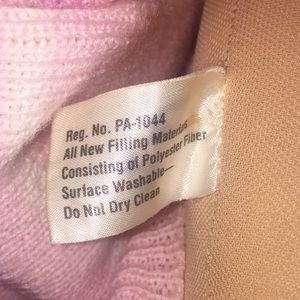 Reg. No. PA-1044
All New Filling Material
Consisting of Polyester Fiber
Surface Washable—
Do Not Dry Clean